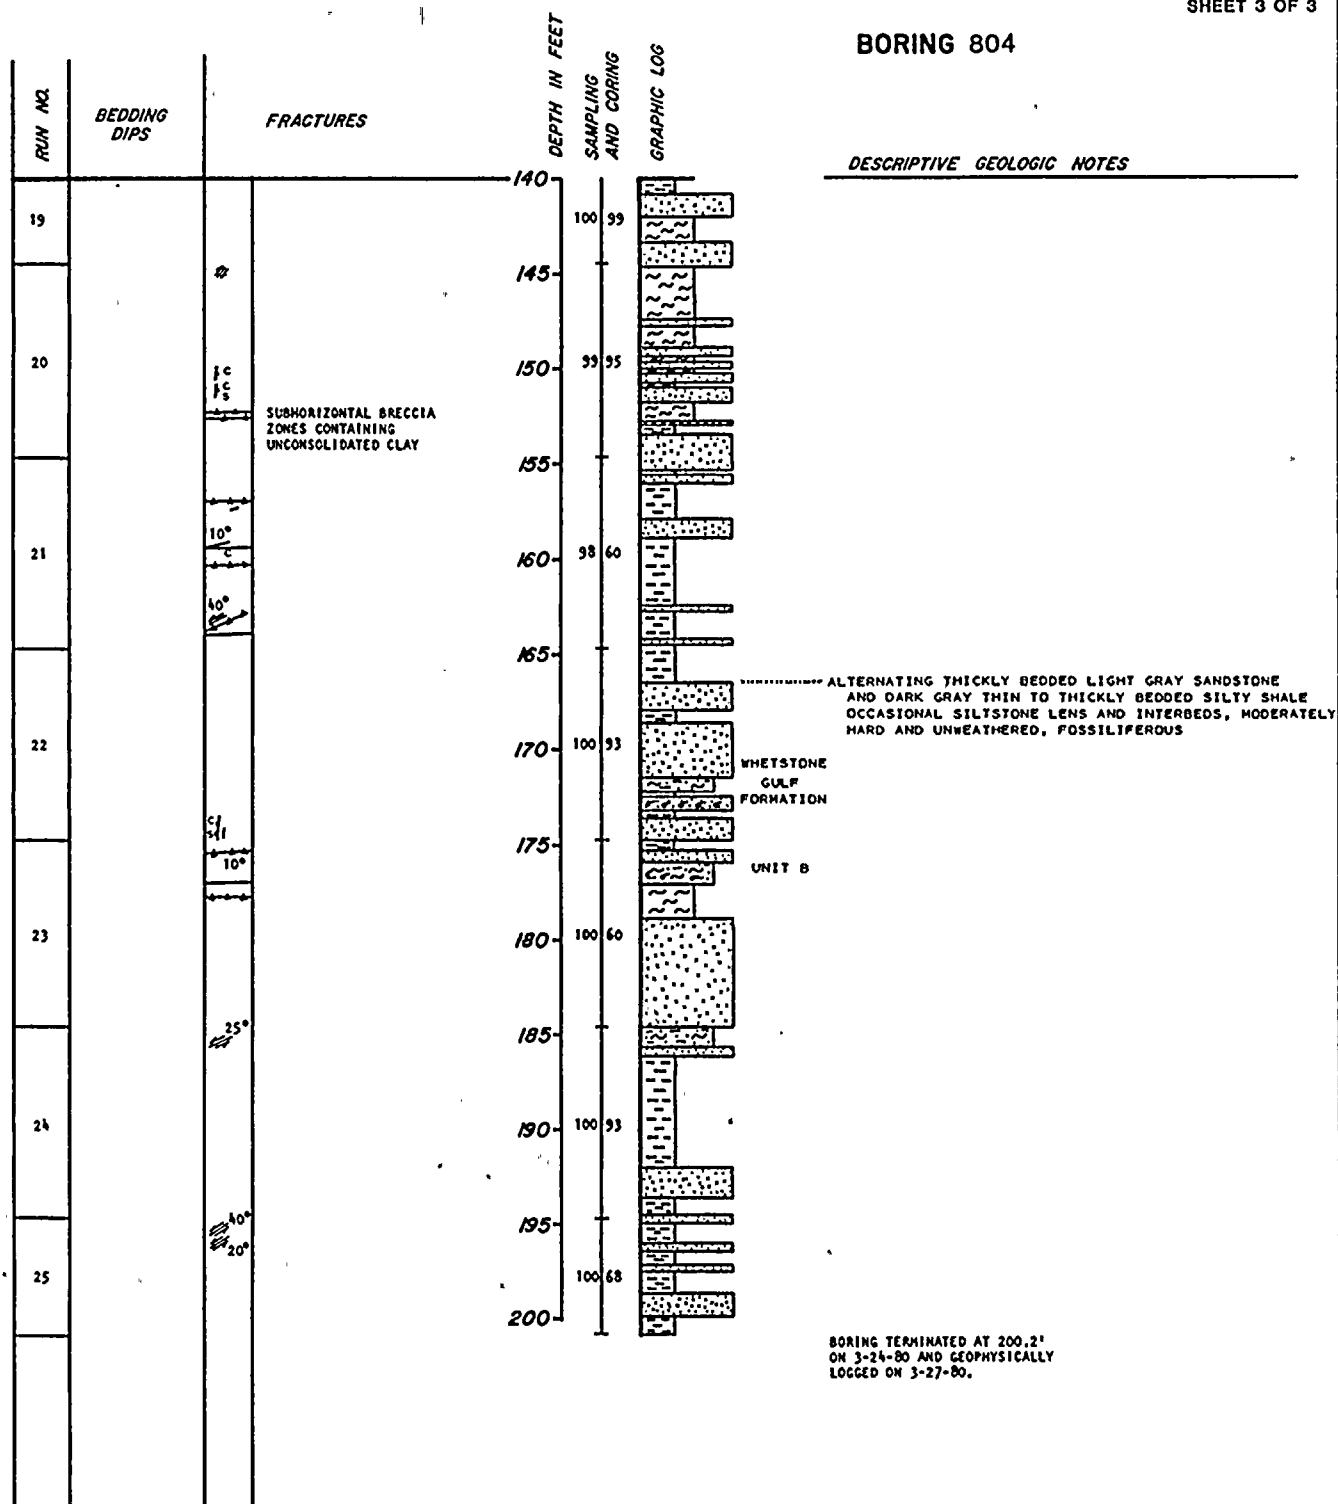 SHEET 3 OF 3
BORING 804
RUN NO.
BEDDING
DIPS
FRACTURES
DEPTH IN FEET
SAMPLING
AND CORING
GRAPHIC LOG
DESCRIPTIVE GEOLOGIC NOTES
140
19
100 99
145
20
99 95
150
C
C
S
SUBHORIZONTAL BRECCIA
ZONES CONTAINING
UNCONSOLIDATED CLAY
155
10°
C
21
98 60
160
40°
165
ALTERNATING THICKLY BEDDED LIGHT GRAY SANDSTONE
AND DARK GRAY THIN TO THICKLY BEDDED SILTY SHALE
OCCASIONAL SILTSTONE LENS AND INTERBEDS, MODERATELY
HARD AND UNWEATHERED, FOSSILIFEROUS
22
100 93
170
WHETSTONE
GULF
FORMATION
C
S
175
10°
UNIT B
23
100 60
180
25°
185
24
100 93
190
40°
195
20°
25
100 68
200
BORING TERMINATED AT 200.2'
ON 3-24-80 AND GEOPHYSICALLY
LOGGED ON 3-27-80.